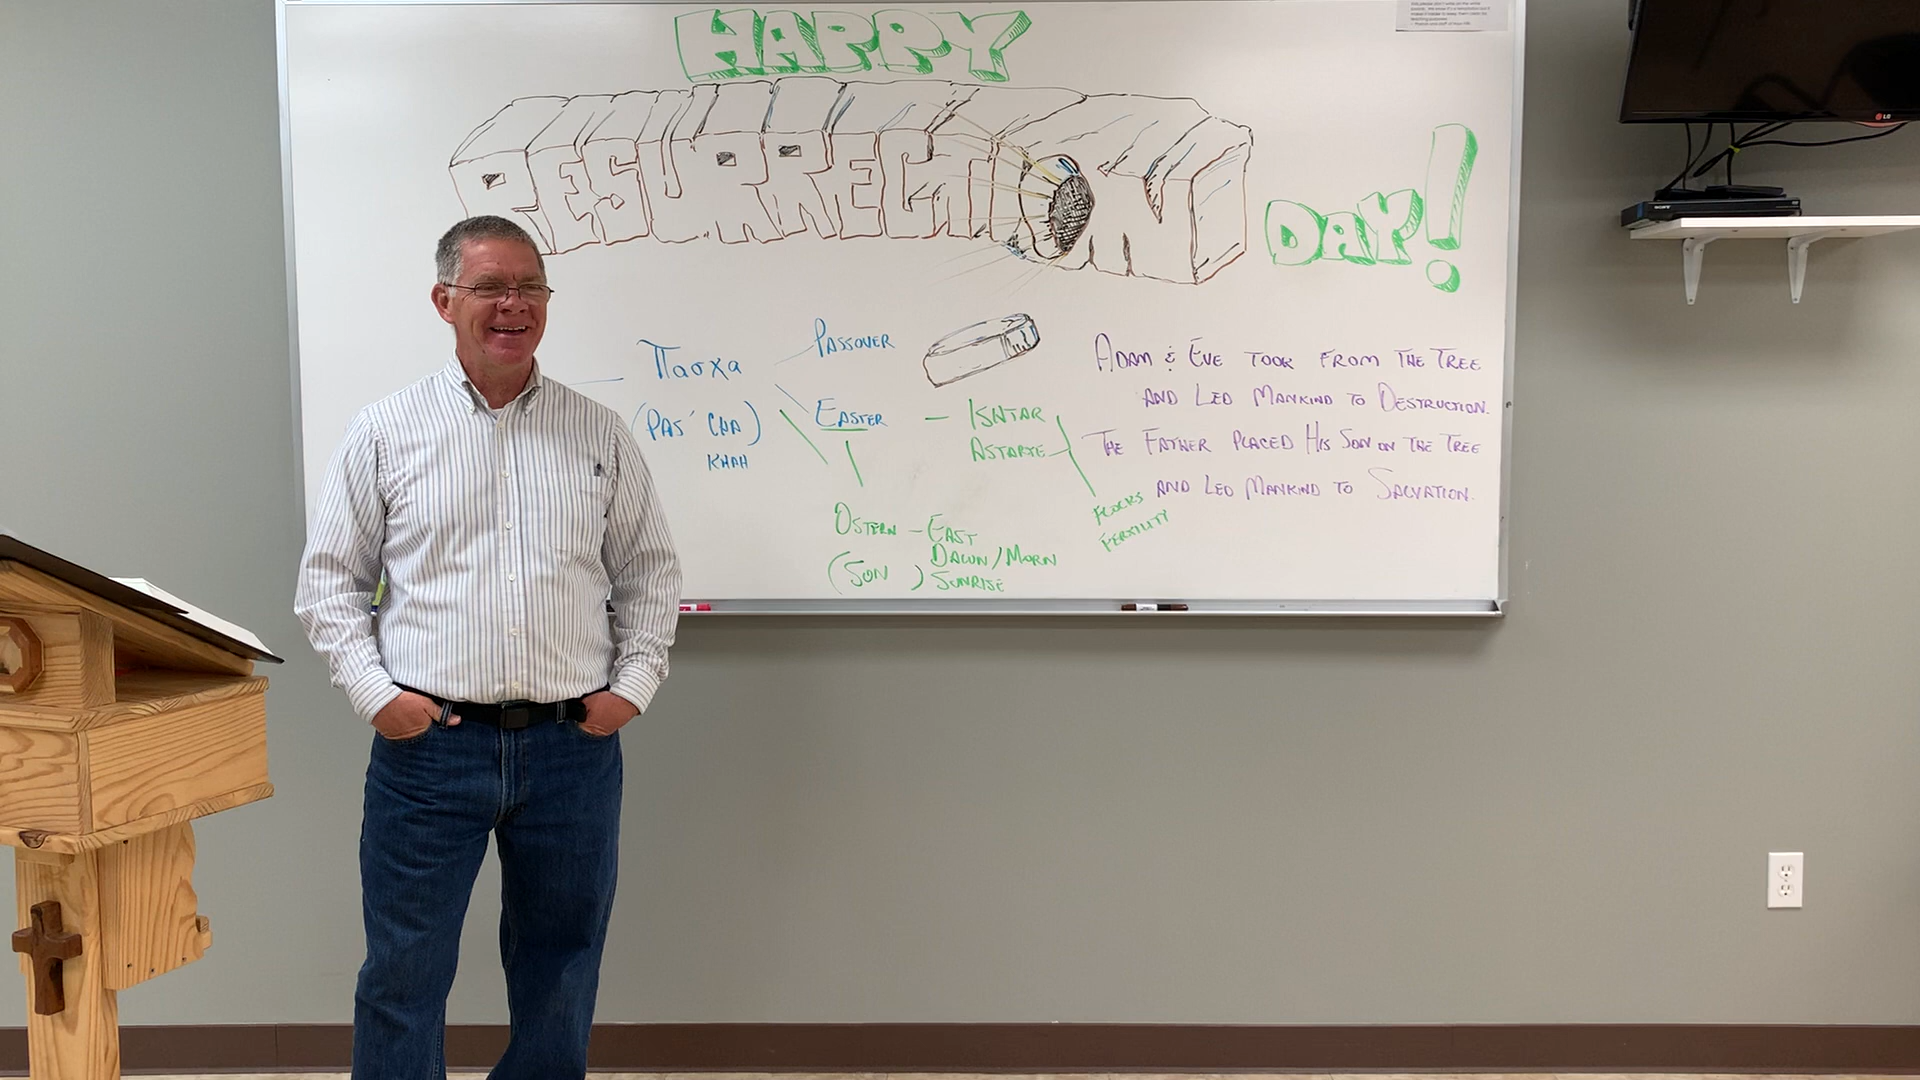 HAPPY
RESURRECTION
DAY!
Πασχα
(PAS' CHA)
KHAH
PASSOVER
EASTER – ISHTAR
ASTARTE
FLOCKS
FERTILITY
OSTERN – EAST
DAWN/MORN
(SON) SUNRISE
ADAM & EVE TOOK FROM THE TREE
AND LED MANKIND TO DESTRUCTION.
THE FATHER PLACED HIS SON ON THE TREE
AND LED MANKIND TO SALVATION.
LG
SONY